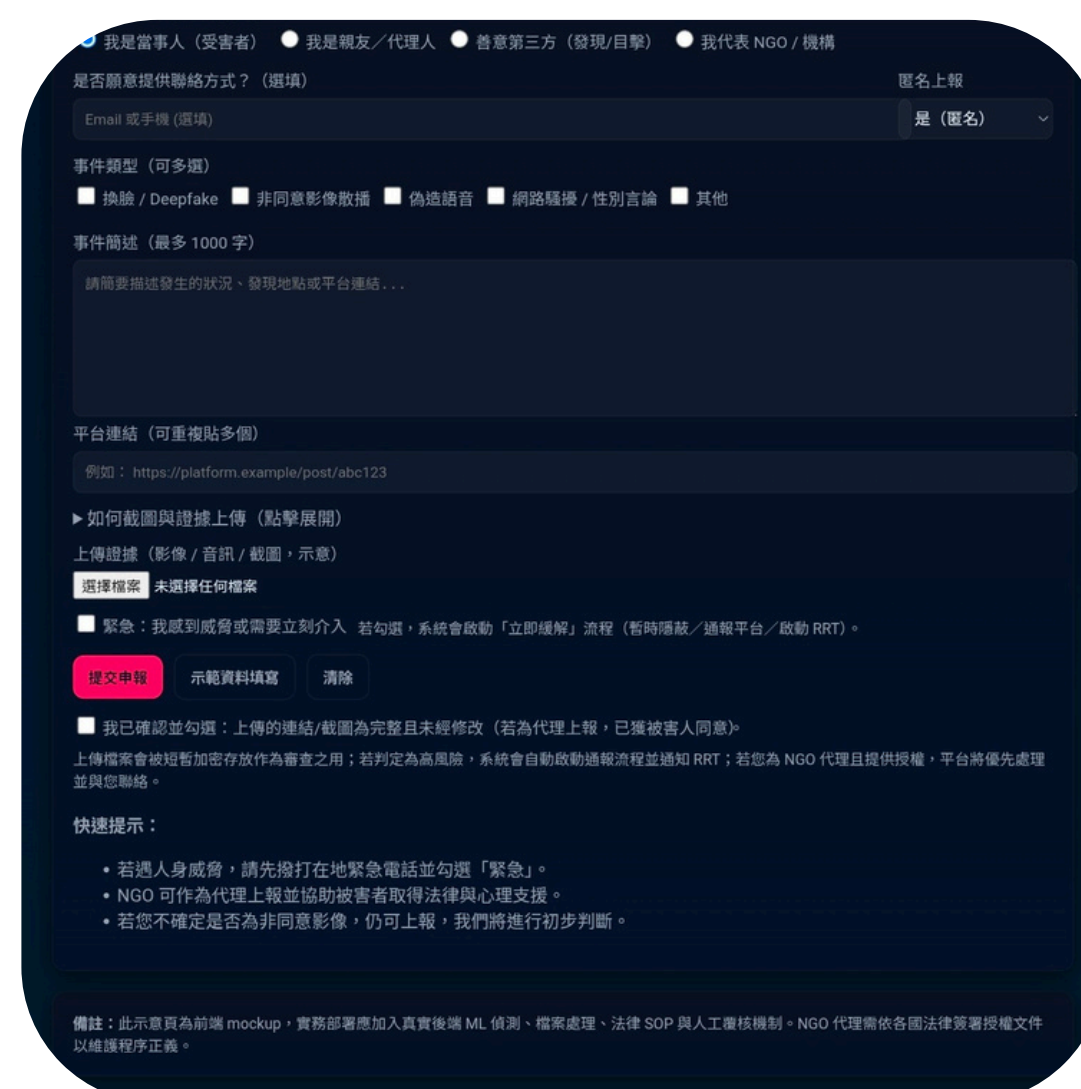 我是當事人（受害者） 我是親友／代理人 善意第三方（發現/目擊） 我代表 NGO / 機構
是否願意提供聯絡方式？（選填） 匿名上報
Email 或手機 (選填) 是（匿名）
事件類型（可多選）
換臉 / Deepfake 非同意影像散播 偽造語音 網路騷擾 / 性別言論 其他
事件簡述（最多 1000 字）
請簡要描述發生的狀況、發現地點或平台連結...
平台連結（可重複貼多個）
例如： https://platform.example/post/abc123
▶如何截圖與證據上傳（點擊展開）
上傳證據（影像 / 音訊 / 截圖，示意）
選擇檔案 未選擇任何檔案
緊急：我感到威脅或需要立刻介入 若勾選，系統會啟動「立即緩解」流程（暫時隱蔽／通報平台／啟動 RRT）。
提交申報 示範資料填寫 清除
我已確認並勾選：上傳的連結/截圖為完整且未經修改（若為代理上報，已獲被害人同意）。
上傳檔案會被短暫加密存放作為審查之用；若判定為高風險，系統會自動啟動通報流程並通知 RRT；若您為 NGO 代理且提供授權，平台將優先處理
並與您聯絡。
快速提示：
• 若遇人身威脅，請先撥打在地緊急電話並勾選「緊急」。
• NGO 可作為代理上報並協助被害者取得法律與心理支援。
• 若您不確定是否為非同意影像，仍可上報，我們將進行初步判斷。
備註：此示意頁為前端 mockup，實務部署應加入真實後端 ML 偵測、檔案處理、法律 SOP 與人工覆核機制。NGO 代理需依各國法律簽署授權文件
以維護程序正義。